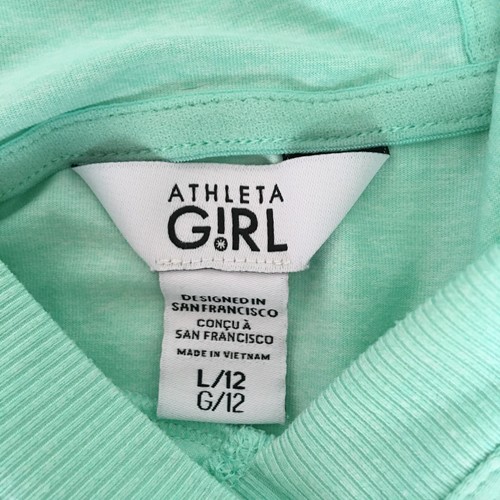 ATHLETA
G!RL
DESIGNED IN
SAN FRANCISCO
CONÇU À
SAN FRANCISCO
MADE IN VIETNAM
L/12
G/12